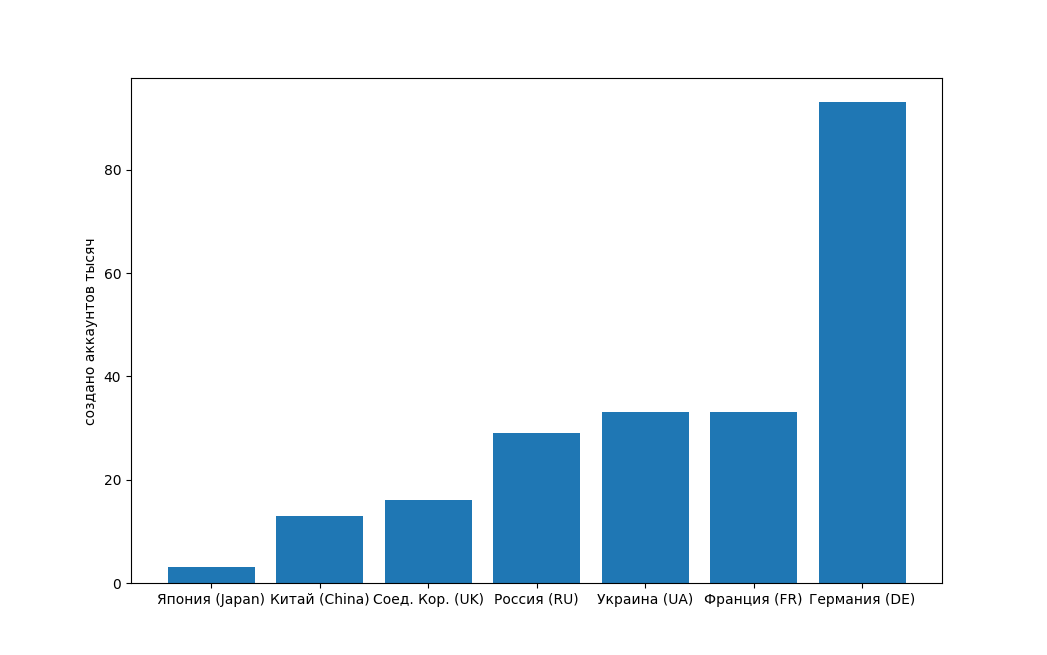 создано аккаунтов тысяч
80
60
40
20
0
Япония (Japan) Китай (China) Соед. Кор. (UK) Россия (RU) Украина (UA) Франция (FR) Германия (DE)